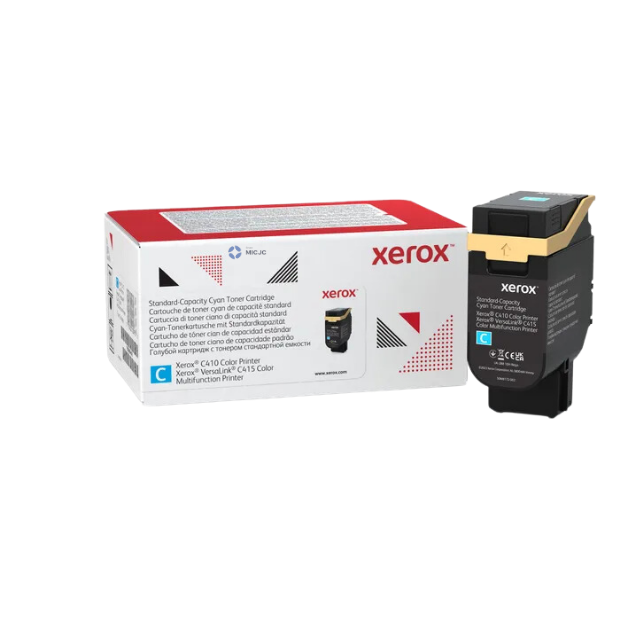 MICJC
xerox™
Standard-Capacity Cyan Toner Cartridge
Cartouche de toner cyan de capacité standard
Cartuccia di toner ciano di capacità standard
Cyan-Tonerkartusche mit Standardkapazität
Cartucho de tóner cian de capacidad estándar
Cartucho de toner ciano de capacidade padrão
Голубой картридж с тонером стандартной емкости
C
Xerox® C410 Color Printer
Xerox® VersaLink® C415 Color
Multifunction Printer
xerox™
www.xerox.com
xerox™
Standard-Capacity
Cyan Toner Cartridge
Xerox® C410 Color Printer
Xerox® VersaLink® C415
Color Multifunction Printer
C